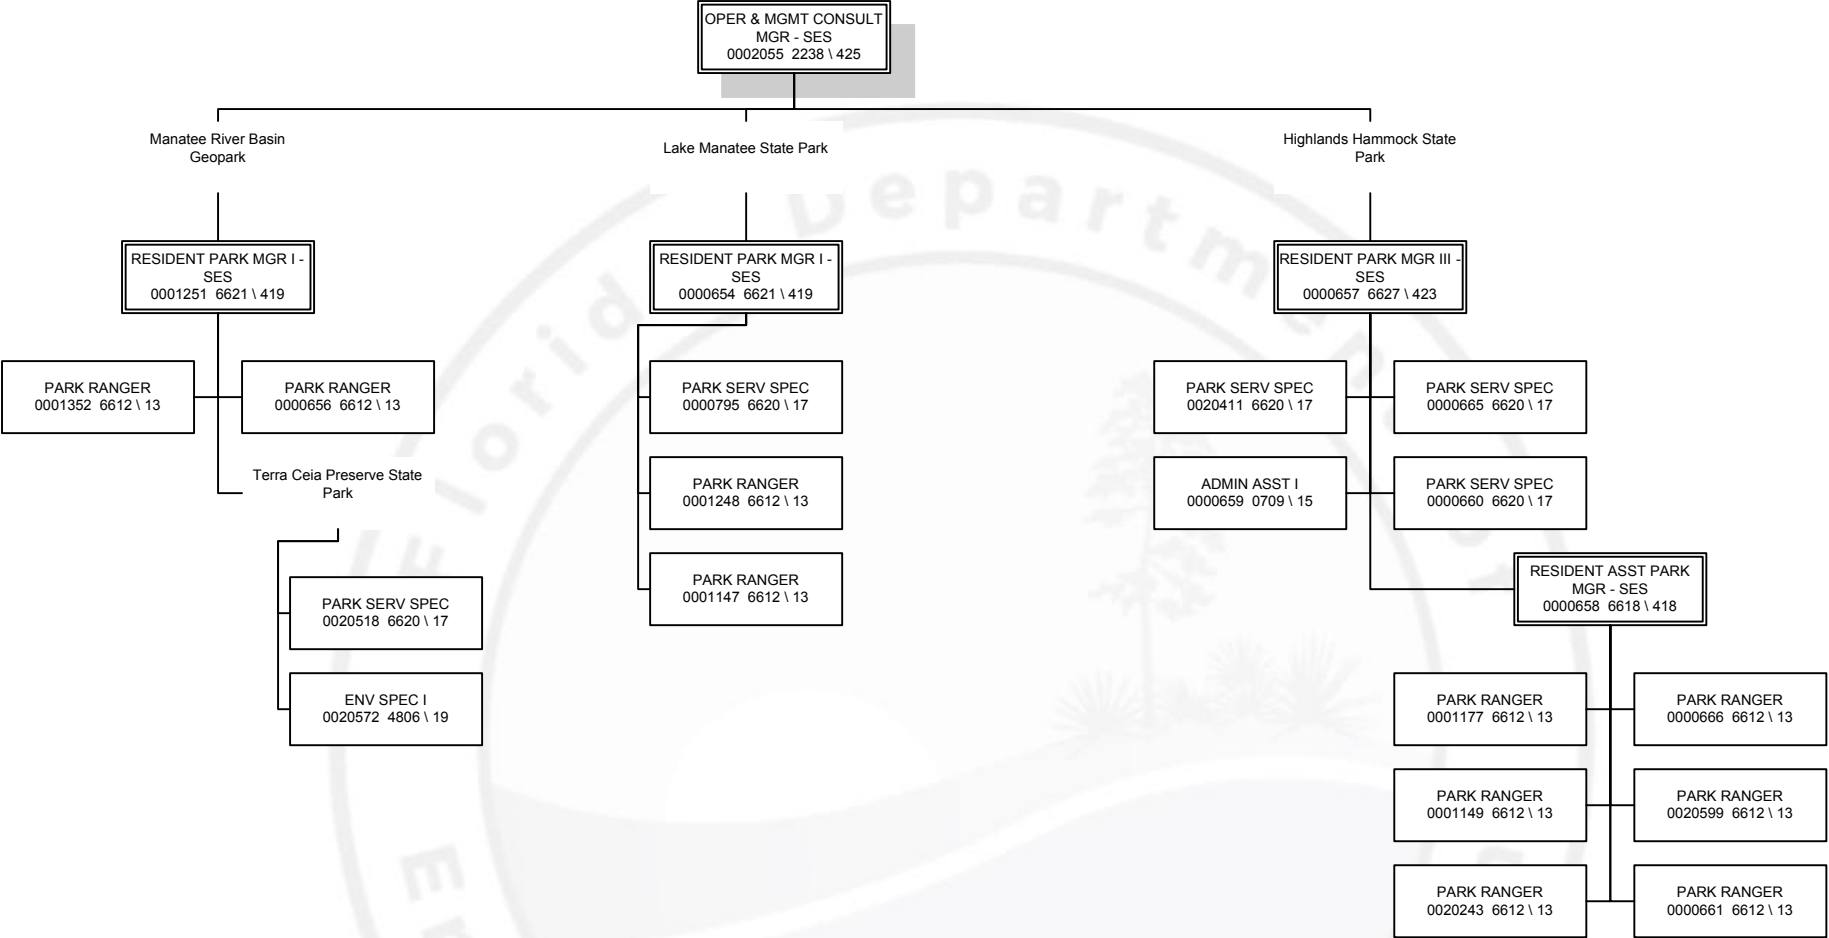 OPER & MGMT CONSULT
MGR - SES
0002055 2238 \ 425
Manatee River Basin
Geopark
Lake Manatee State Park
Highlands Hammock State
Park
RESIDENT PARK MGR I -
SES
0001251 6621 \ 419
RESIDENT PARK MGR I -
SES
0000654 6621 \ 419
RESIDENT PARK MGR III -
SES
0000657 6627 \ 423
PARK RANGER
0001352 6612 \ 13
PARK RANGER
0000656 6612 \ 13
Terra Ceia Preserve State
Park
PARK SERV SPEC
0020518 6620 \ 17
ENV SPEC I
0020572 4806 \ 19
PARK SERV SPEC
0000795 6620 \ 17
PARK RANGER
0001248 6612 \ 13
PARK RANGER
0001147 6612 \ 13
PARK SERV SPEC
0020411 6620 \ 17
PARK SERV SPEC
0000665 6620 \ 17
ADMIN ASST I
0000659 0709 \ 15
PARK SERV SPEC
0000660 6620 \ 17
RESIDENT ASST PARK
MGR - SES
0000658 6618 \ 418
PARK RANGER
0001177 6612 \ 13
PARK RANGER
0000666 6612 \ 13
PARK RANGER
0001149 6612 \ 13
PARK RANGER
0020599 6612 \ 13
PARK RANGER
0020243 6612 \ 13
PARK RANGER
0000661 6612 \ 13